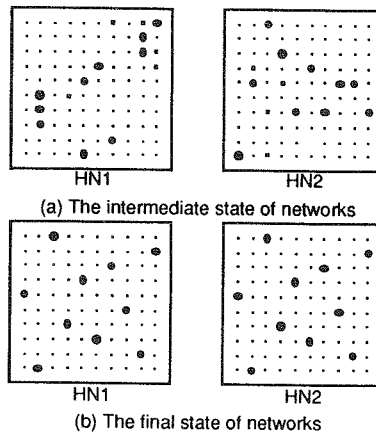 HN1 HN2
(a) The intermediate state of networks
HN1 HN2
(b) The final state of networks